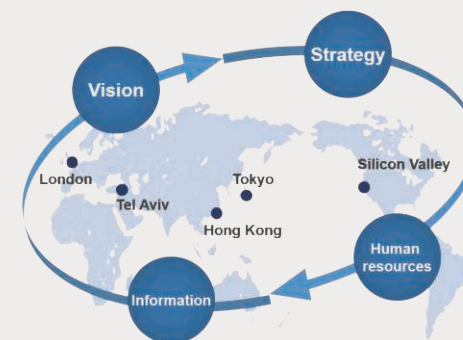 Strategy
Vision
Silicon Valley
London
Tokyo
Tel Aviv
Hong Kong
Human
resources
Information